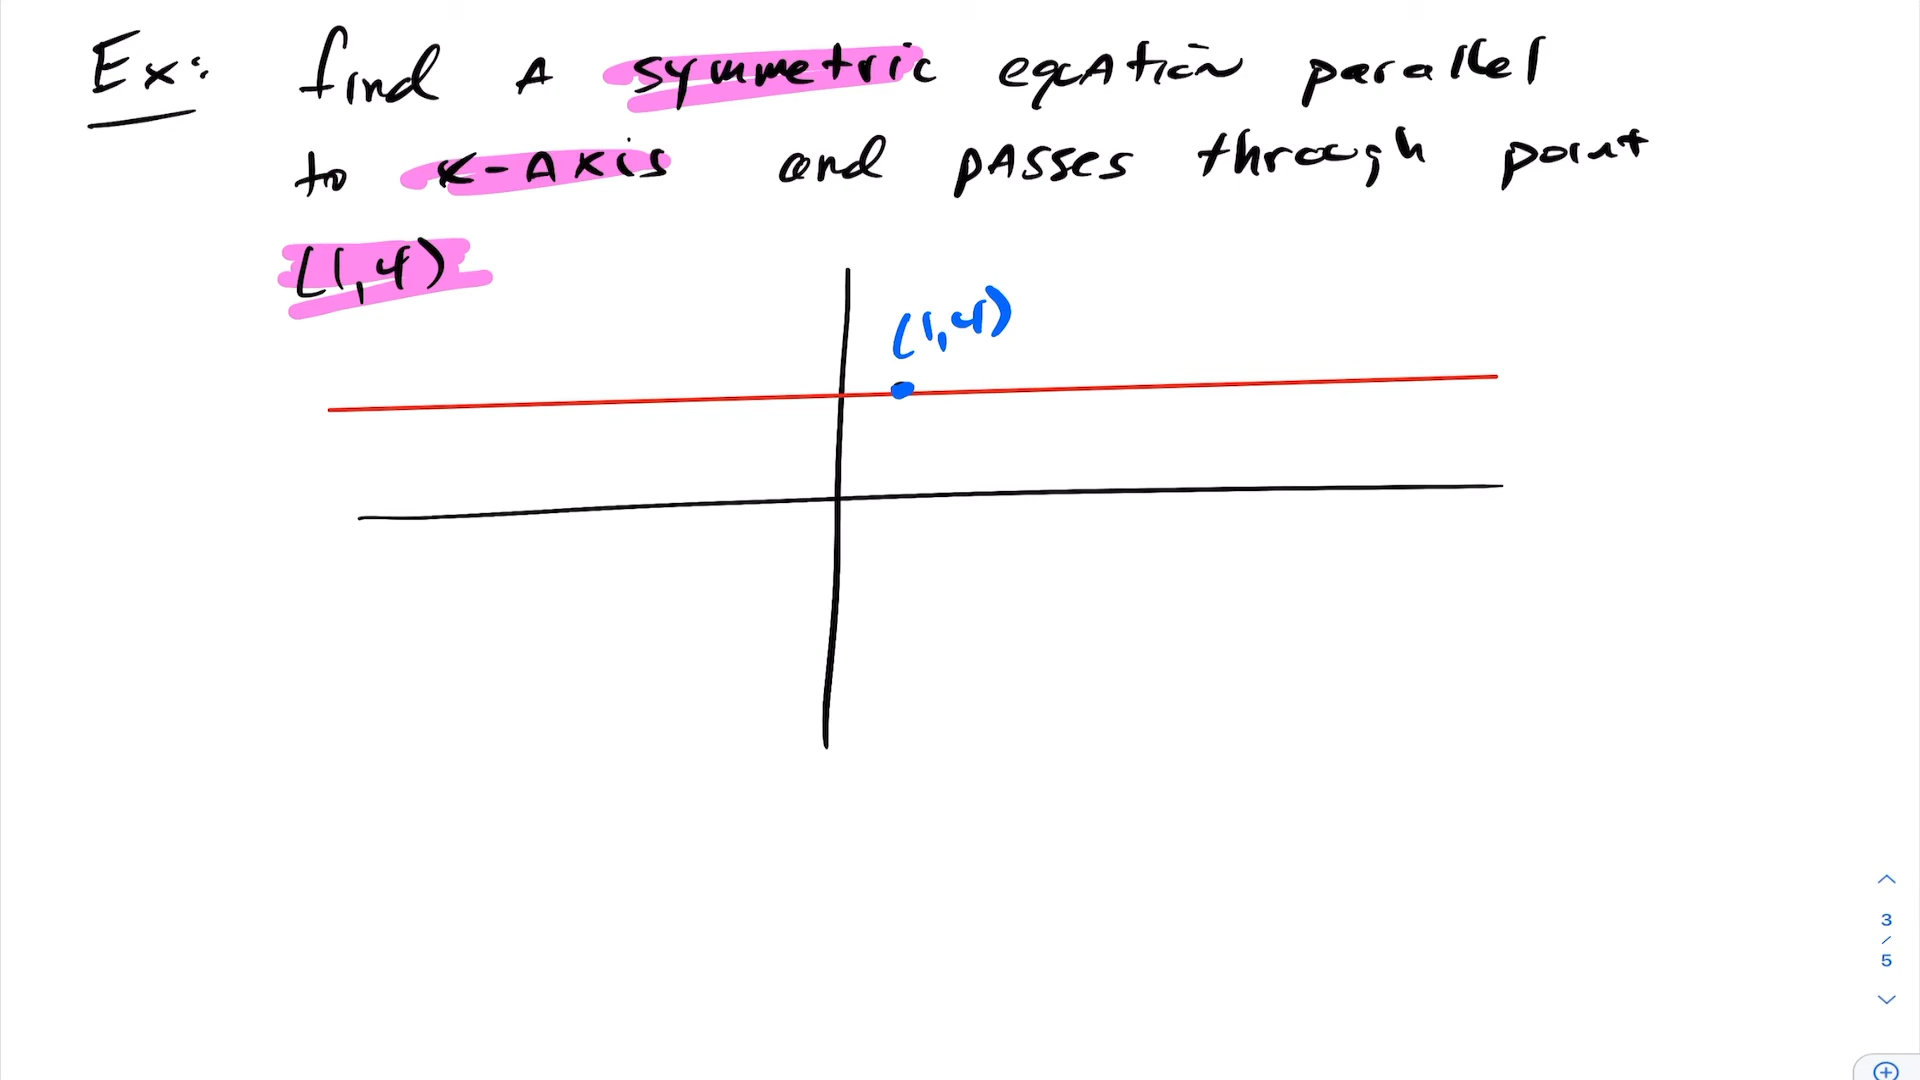 Ex: find A symmetric equation parallel
to x-Axis and pAsses through point
(1,4)
(1,4)
3
/
5